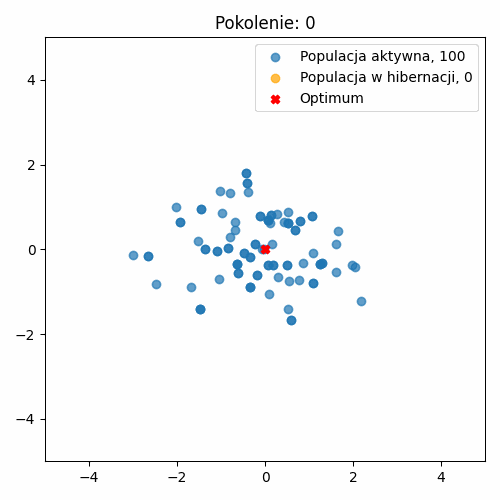 Pokolenie: 0
Populacja aktywna, 100
Populacja w hibernacji, 0
Optimum
4
2
0
−2
−4
−4 −2 0 2 4